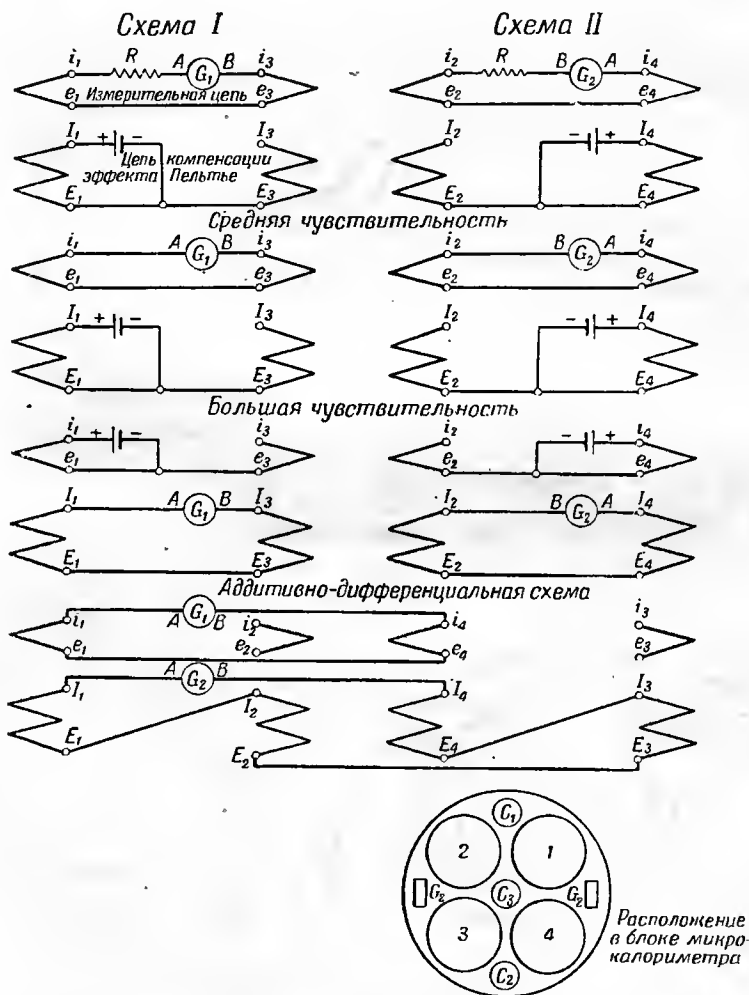 Схема I Схема II
i₁ R A G₁ B i₃ i₂ R B G₂ A i₄
e₁ Измерительная цепь e₃ e₂ e₄
I₁ + - I₃ I₂ - + I₄
Цепь компенсации
эффекта Пельтье
E₁ E₃ E₂ E₄
Средняя чувствительность
i₁ A G₁ B i₃ i₂ B G₂ A i₄
e₁ e₃ e₂ e₄
I₁ + - I₃ I₂ - + I₄
E₁ E₃ E₂ E₄
Большая чувствительность
i₁ + - i₃ i₂ - + i₄
e₁ e₃ e₂ e₄
I₁ A G₁ B I₃ I₂ B G₂ A I₄
E₁ E₃ E₂ E₄
Аддитивно-дифференциальная схема
i₁ A G₁ B i₂ i₄ i₃
e₁ e₂ e₄ e₃
I₁ A G₂ B I₂ I₄ I₃
E₁ E₂ E₄ E₃
C₁
2 1
G₂ C₃ G₂
3 4
C₂
Расположение
в блоке микро-
калориметра